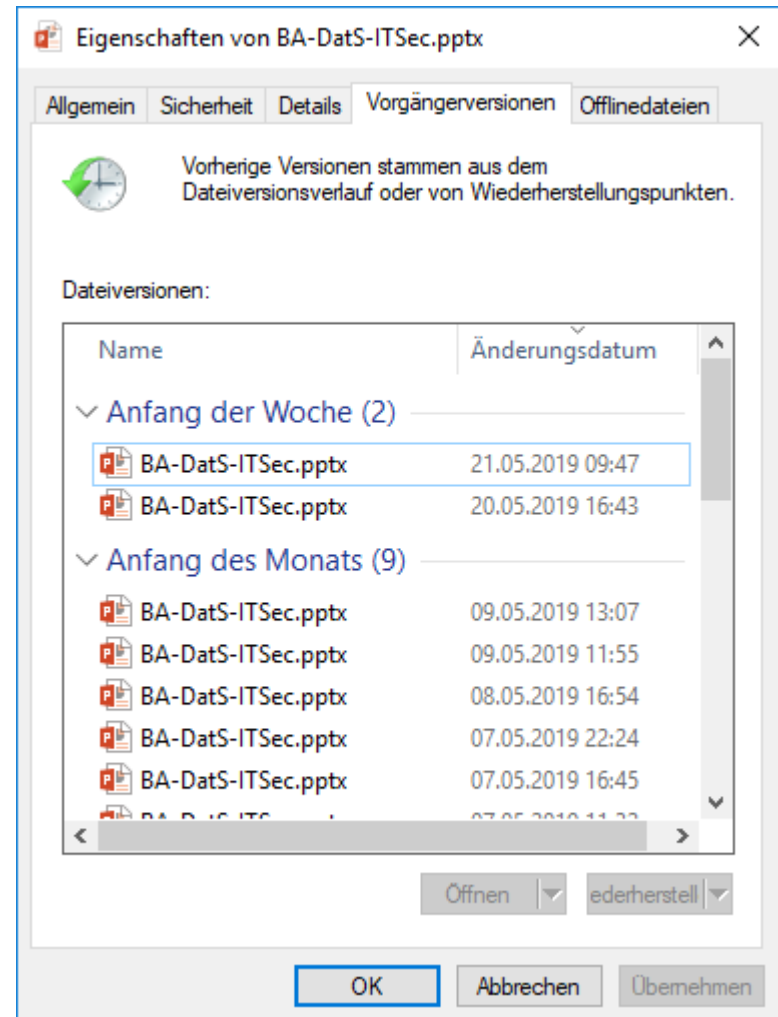 Eigenschaften von BA-DatS-ITSec.pptx
Allgemein Sicherheit Details Vorgängerversionen Offlinedateien
Vorherige Versionen stammen aus dem
Dateiversionsverlauf oder von Wiederherstellungspunkten.
Dateiversionen:
Name Änderungsdatum
Anfang der Woche (2)
BA-DatS-ITSec.pptx 21.05.2019 09:47
BA-DatS-ITSec.pptx 20.05.2019 16:43
Anfang des Monats (9)
BA-DatS-ITSec.pptx 09.05.2019 13:07
BA-DatS-ITSec.pptx 09.05.2019 11:55
BA-DatS-ITSec.pptx 08.05.2019 16:54
BA-DatS-ITSec.pptx 07.05.2019 22:24
BA-DatS-ITSec.pptx 07.05.2019 16:45
Öffnen ederherstell
OK Abbrechen Übernehmen